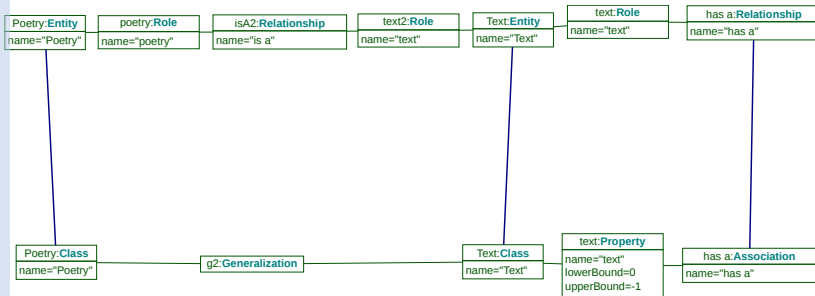 Poetry:Entity
name="Poetry"
poetry:Role
name="poetry"
isA2:Relationship
name="is a"
text2:Role
name="text"
Text:Entity
name="Text"
text:Role
name="text"
has a:Relationship
name="has a"
Poetry:Class
name="Poetry"
g2:Generalization
Text:Class
name="Text"
text:Property
name="text"
lowerBound=0
upperBound=-1
has a:Association
name="has a"